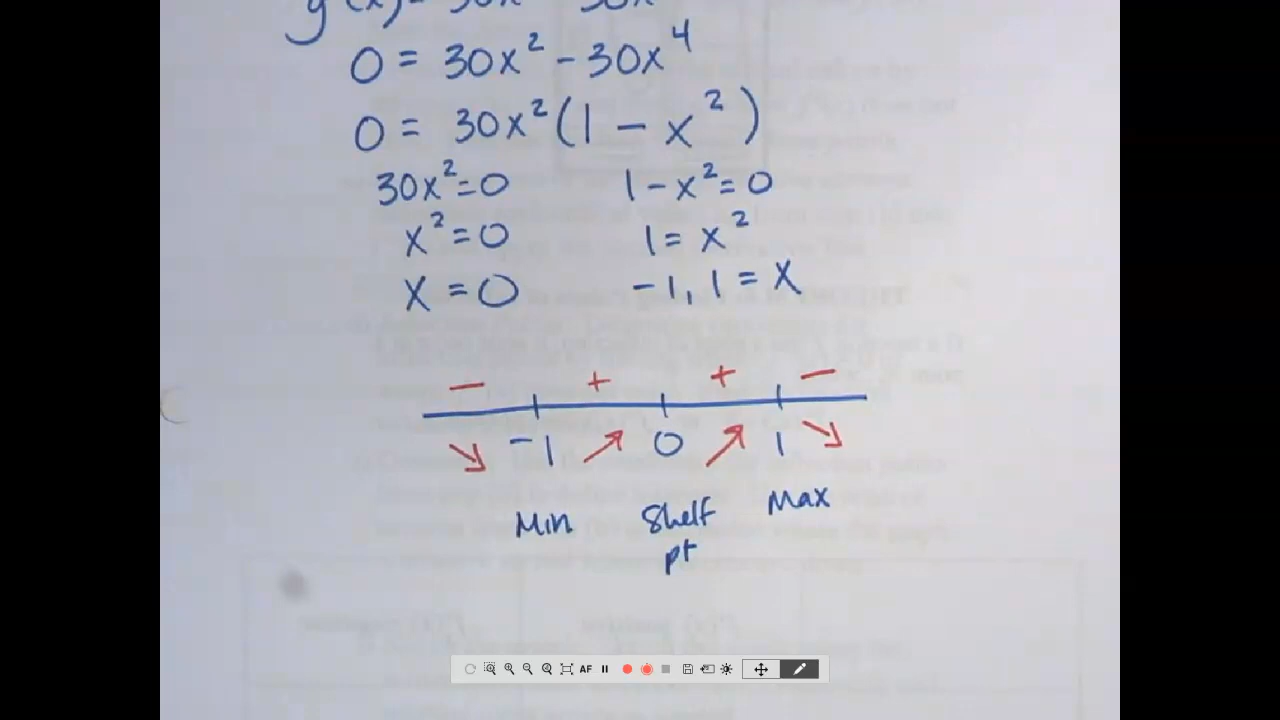 0 = 30x² - 30x⁴
0 = 30x²(1 - x²)
30x²=0 1 - x² = 0
x² = 0 1 = x²
x = 0 -1, 1 = x
- + + -
-1 0 1
Min Shelf pt Max
AF